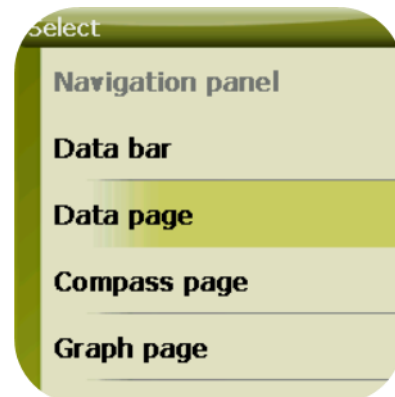 Select
Navigation panel
Data bar
Data page
Compass page
Graph page